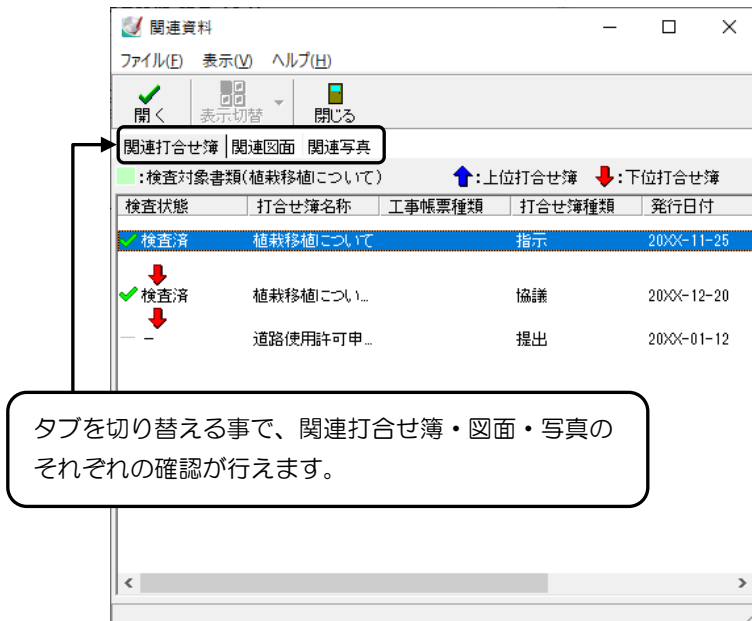 関連資料
ファイル(F) 表示(V) ヘルプ(H)
開く 表示切替 閉じる
関連打合せ簿 関連図面 関連写真
:検査対象書類(植栽移植について) :上位打合せ簿 :下位打合せ簿
検査状態 打合せ簿名称 工事帳票種類 打合せ簿種類 発行日付
検査済 植栽移植について 指示 20XX-11-25
検査済 植栽移植につい... 協議 20XX-12-20
- 道路使用許可申... 提出 20XX-01-12
タブを切り替える事で、関連打合せ簿・図面・写真の
それぞれの確認が行えます。